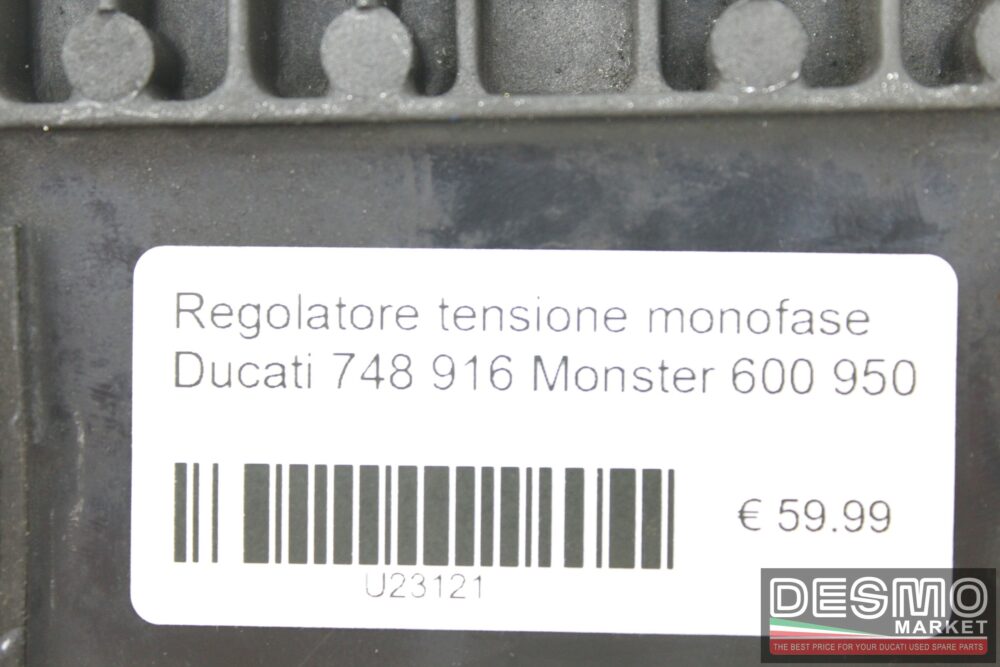 Regolatore tensione monofase
Ducati 748 916 Monster 600 950
€ 59.99
U23121
DESMO
MARKET
THE BEST PRICE FOR YOUR DUCATI USED SPARE PARTS